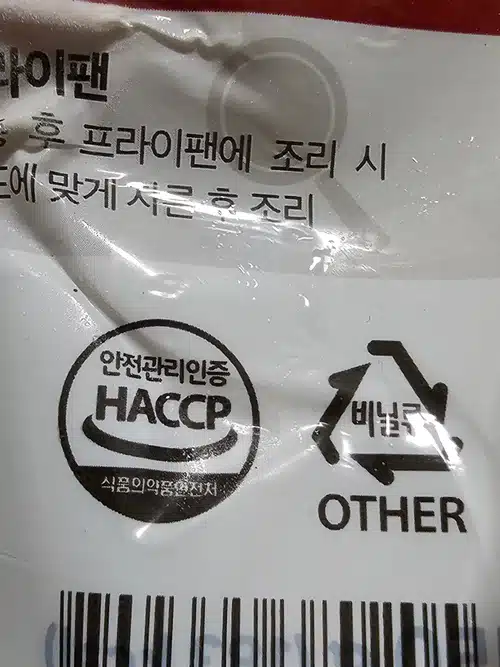 라이팬
후 프라이팬에 조리 시
맞게 자른 후 조리
안전관리인증
HACCP
식품의약품안전처
비닐류
OTHER